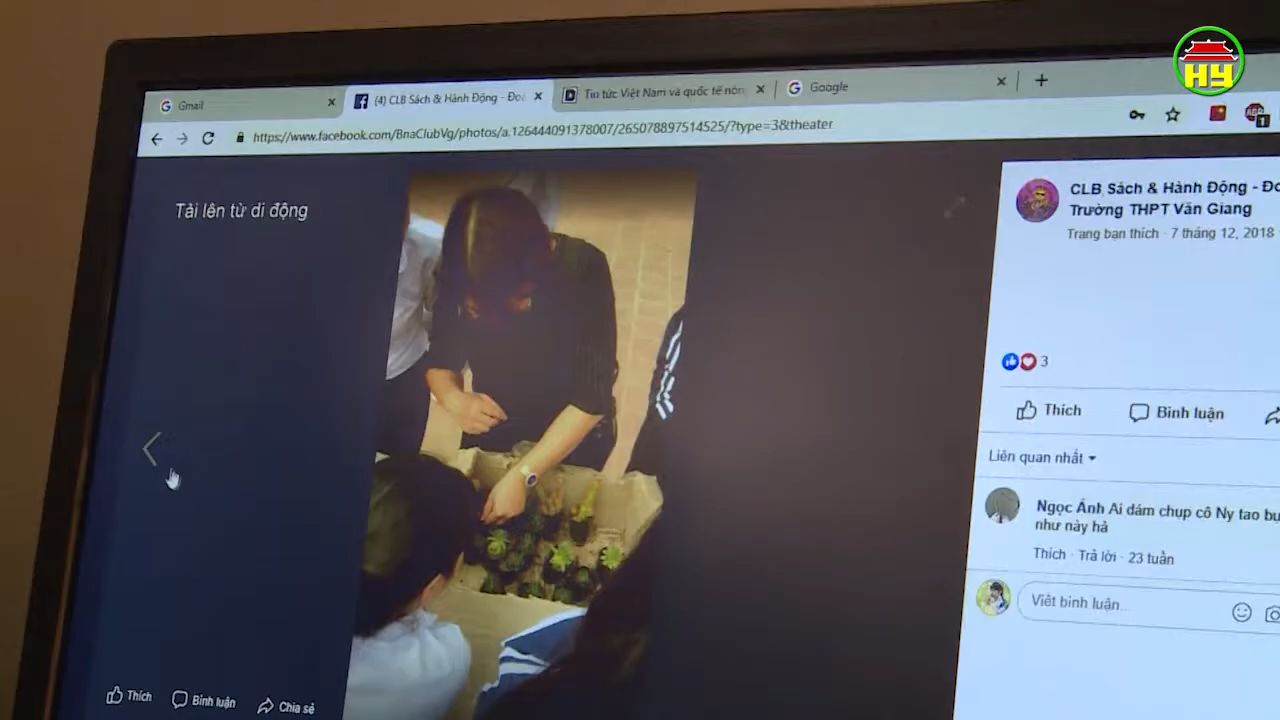 HY
Gmail
(4) CLB Sách & Hành Động - Đoà
Tin tức Việt Nam và quốc tế nón
Google
https://www.facebook.com/BnaClubVg/photos/a.126444091378007/265078897514525/?type=3&theater
1
Tải lên từ di động
CLB Sách & Hành Động - Đo
Trường THPT Văn Giang
Trang bạn thích · 7 tháng 12, 2018 ·
3
Thích
Bình luận
Liên quan nhất
Ngọc Ánh Ai dám chụp cô Ny tao bu
như này hả
Thích · Trả lời · 23 tuần
Viết bình luận...
Thích
Bình luận
Chia sẻ